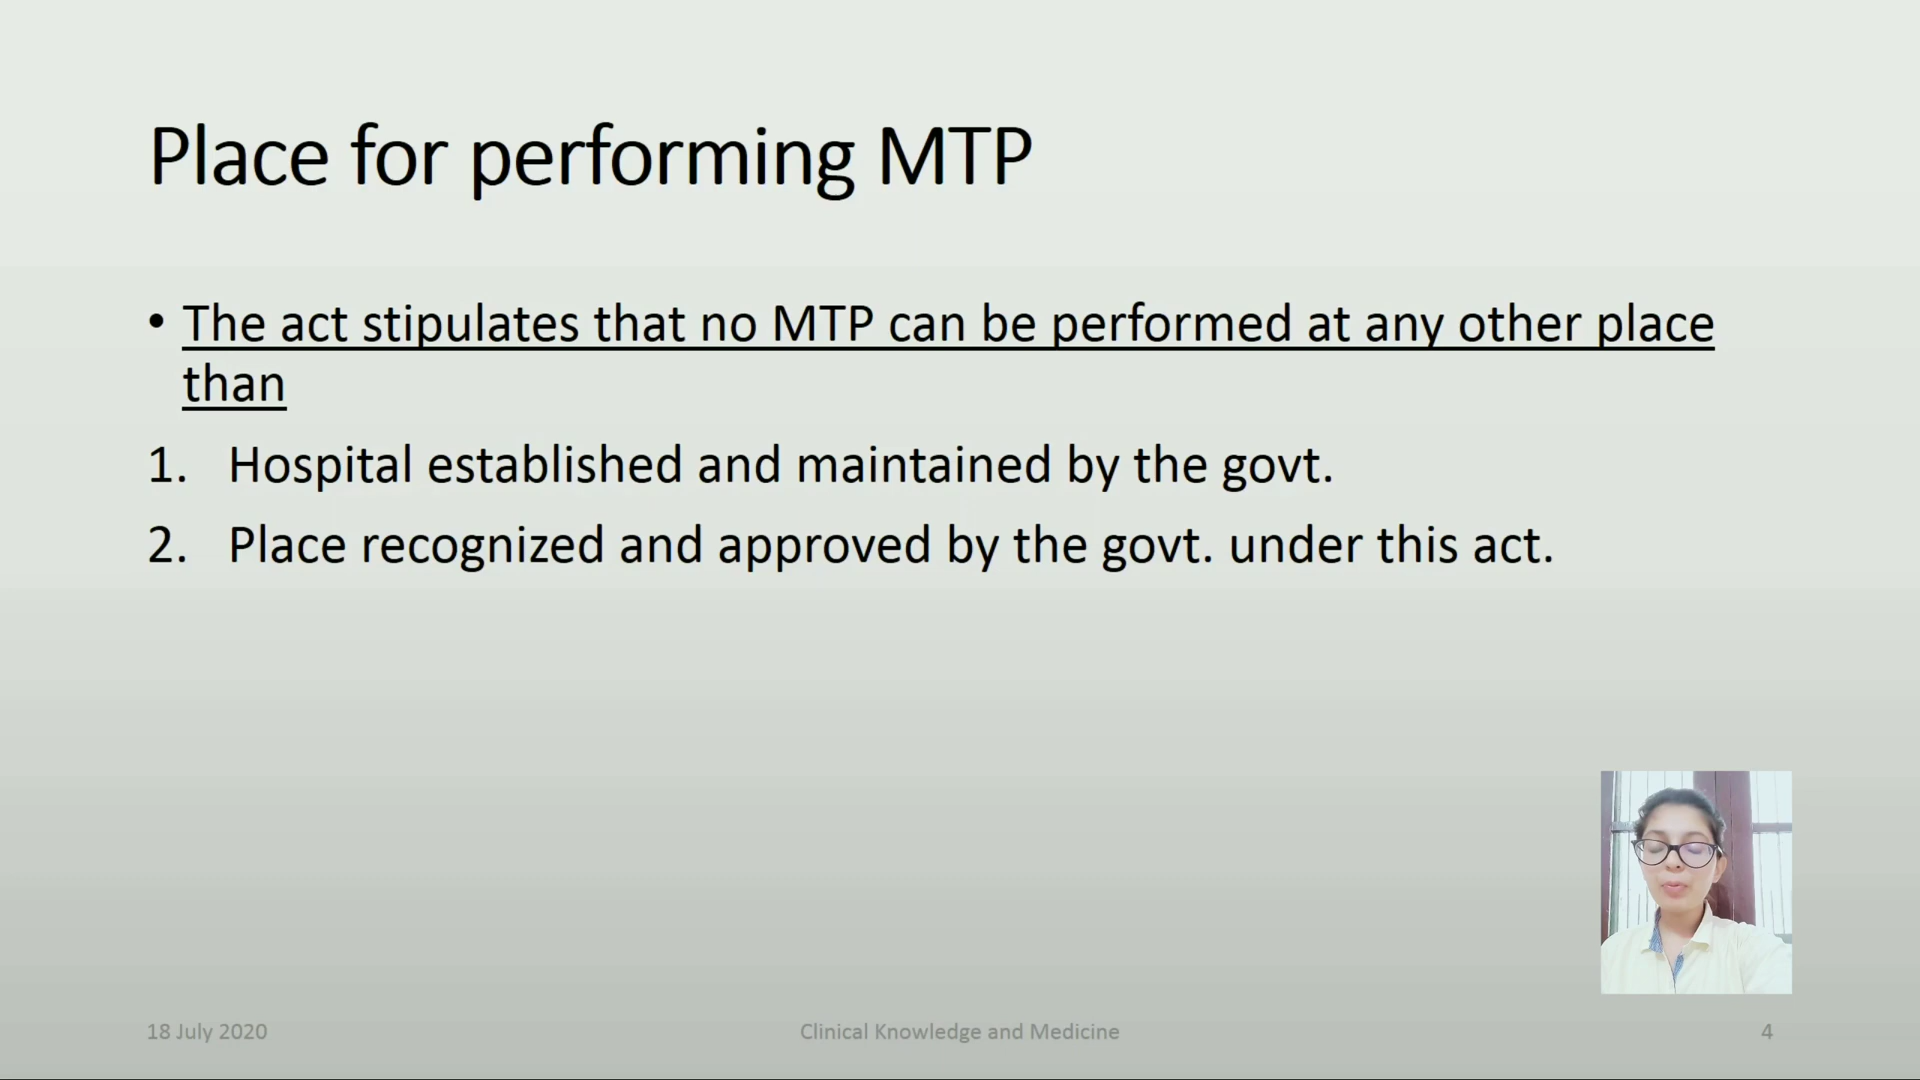 Place for performing MTP
• The act stipulates that no MTP can be performed at any other place
than
1. Hospital established and maintained by the govt.
2. Place recognized and approved by the govt. under this act.
18 July 2020
Clinical Knowledge and Medicine
4